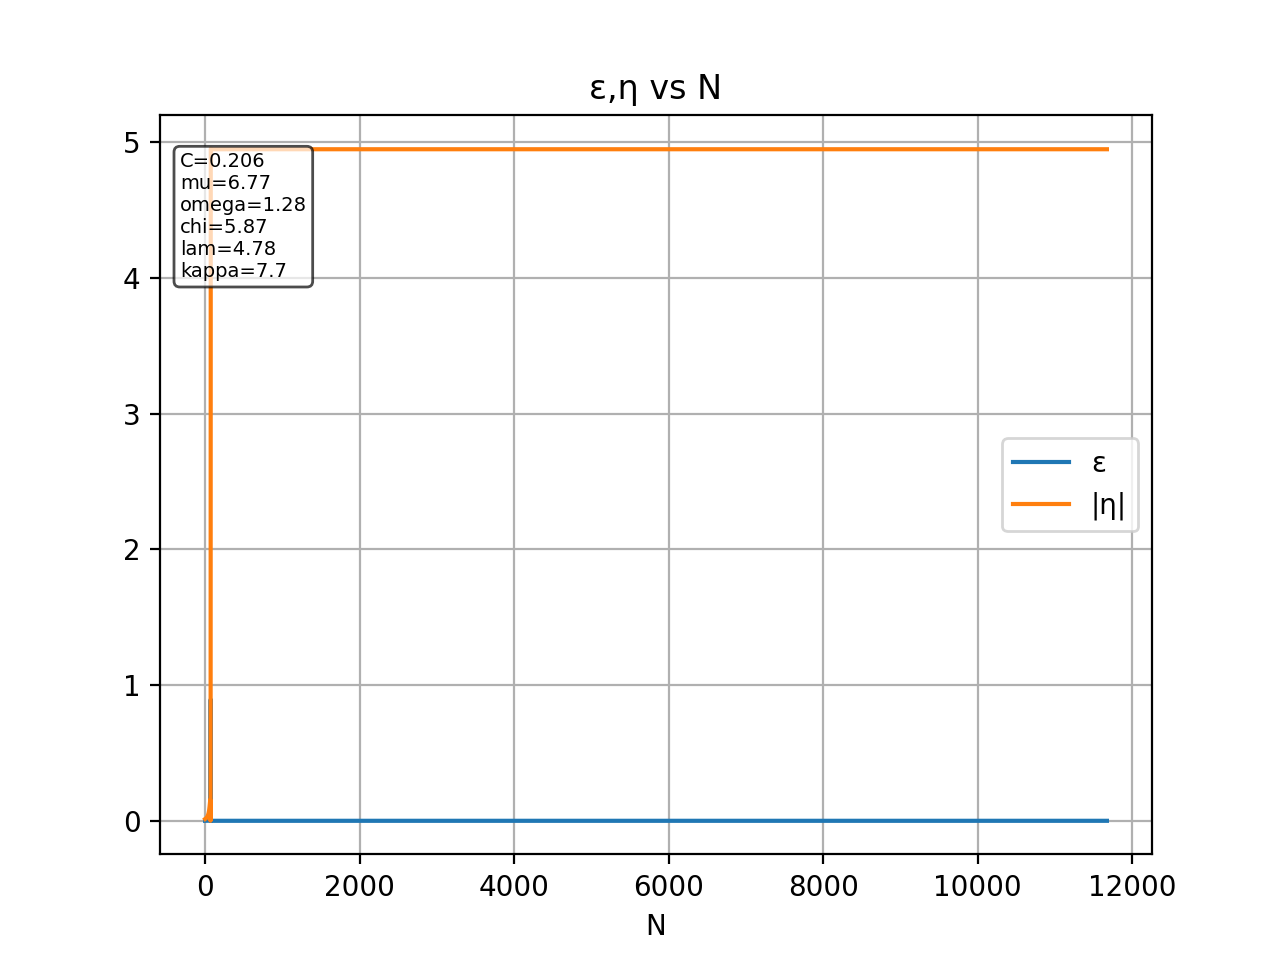 ε,η vs N
5
4
3
2
1
0
C=0.206
mu=6.77
omega=1.28
chi=5.87
lam=4.78
kappa=7.7
ε
|η|
0 2000 4000 6000 8000 10000 12000
N